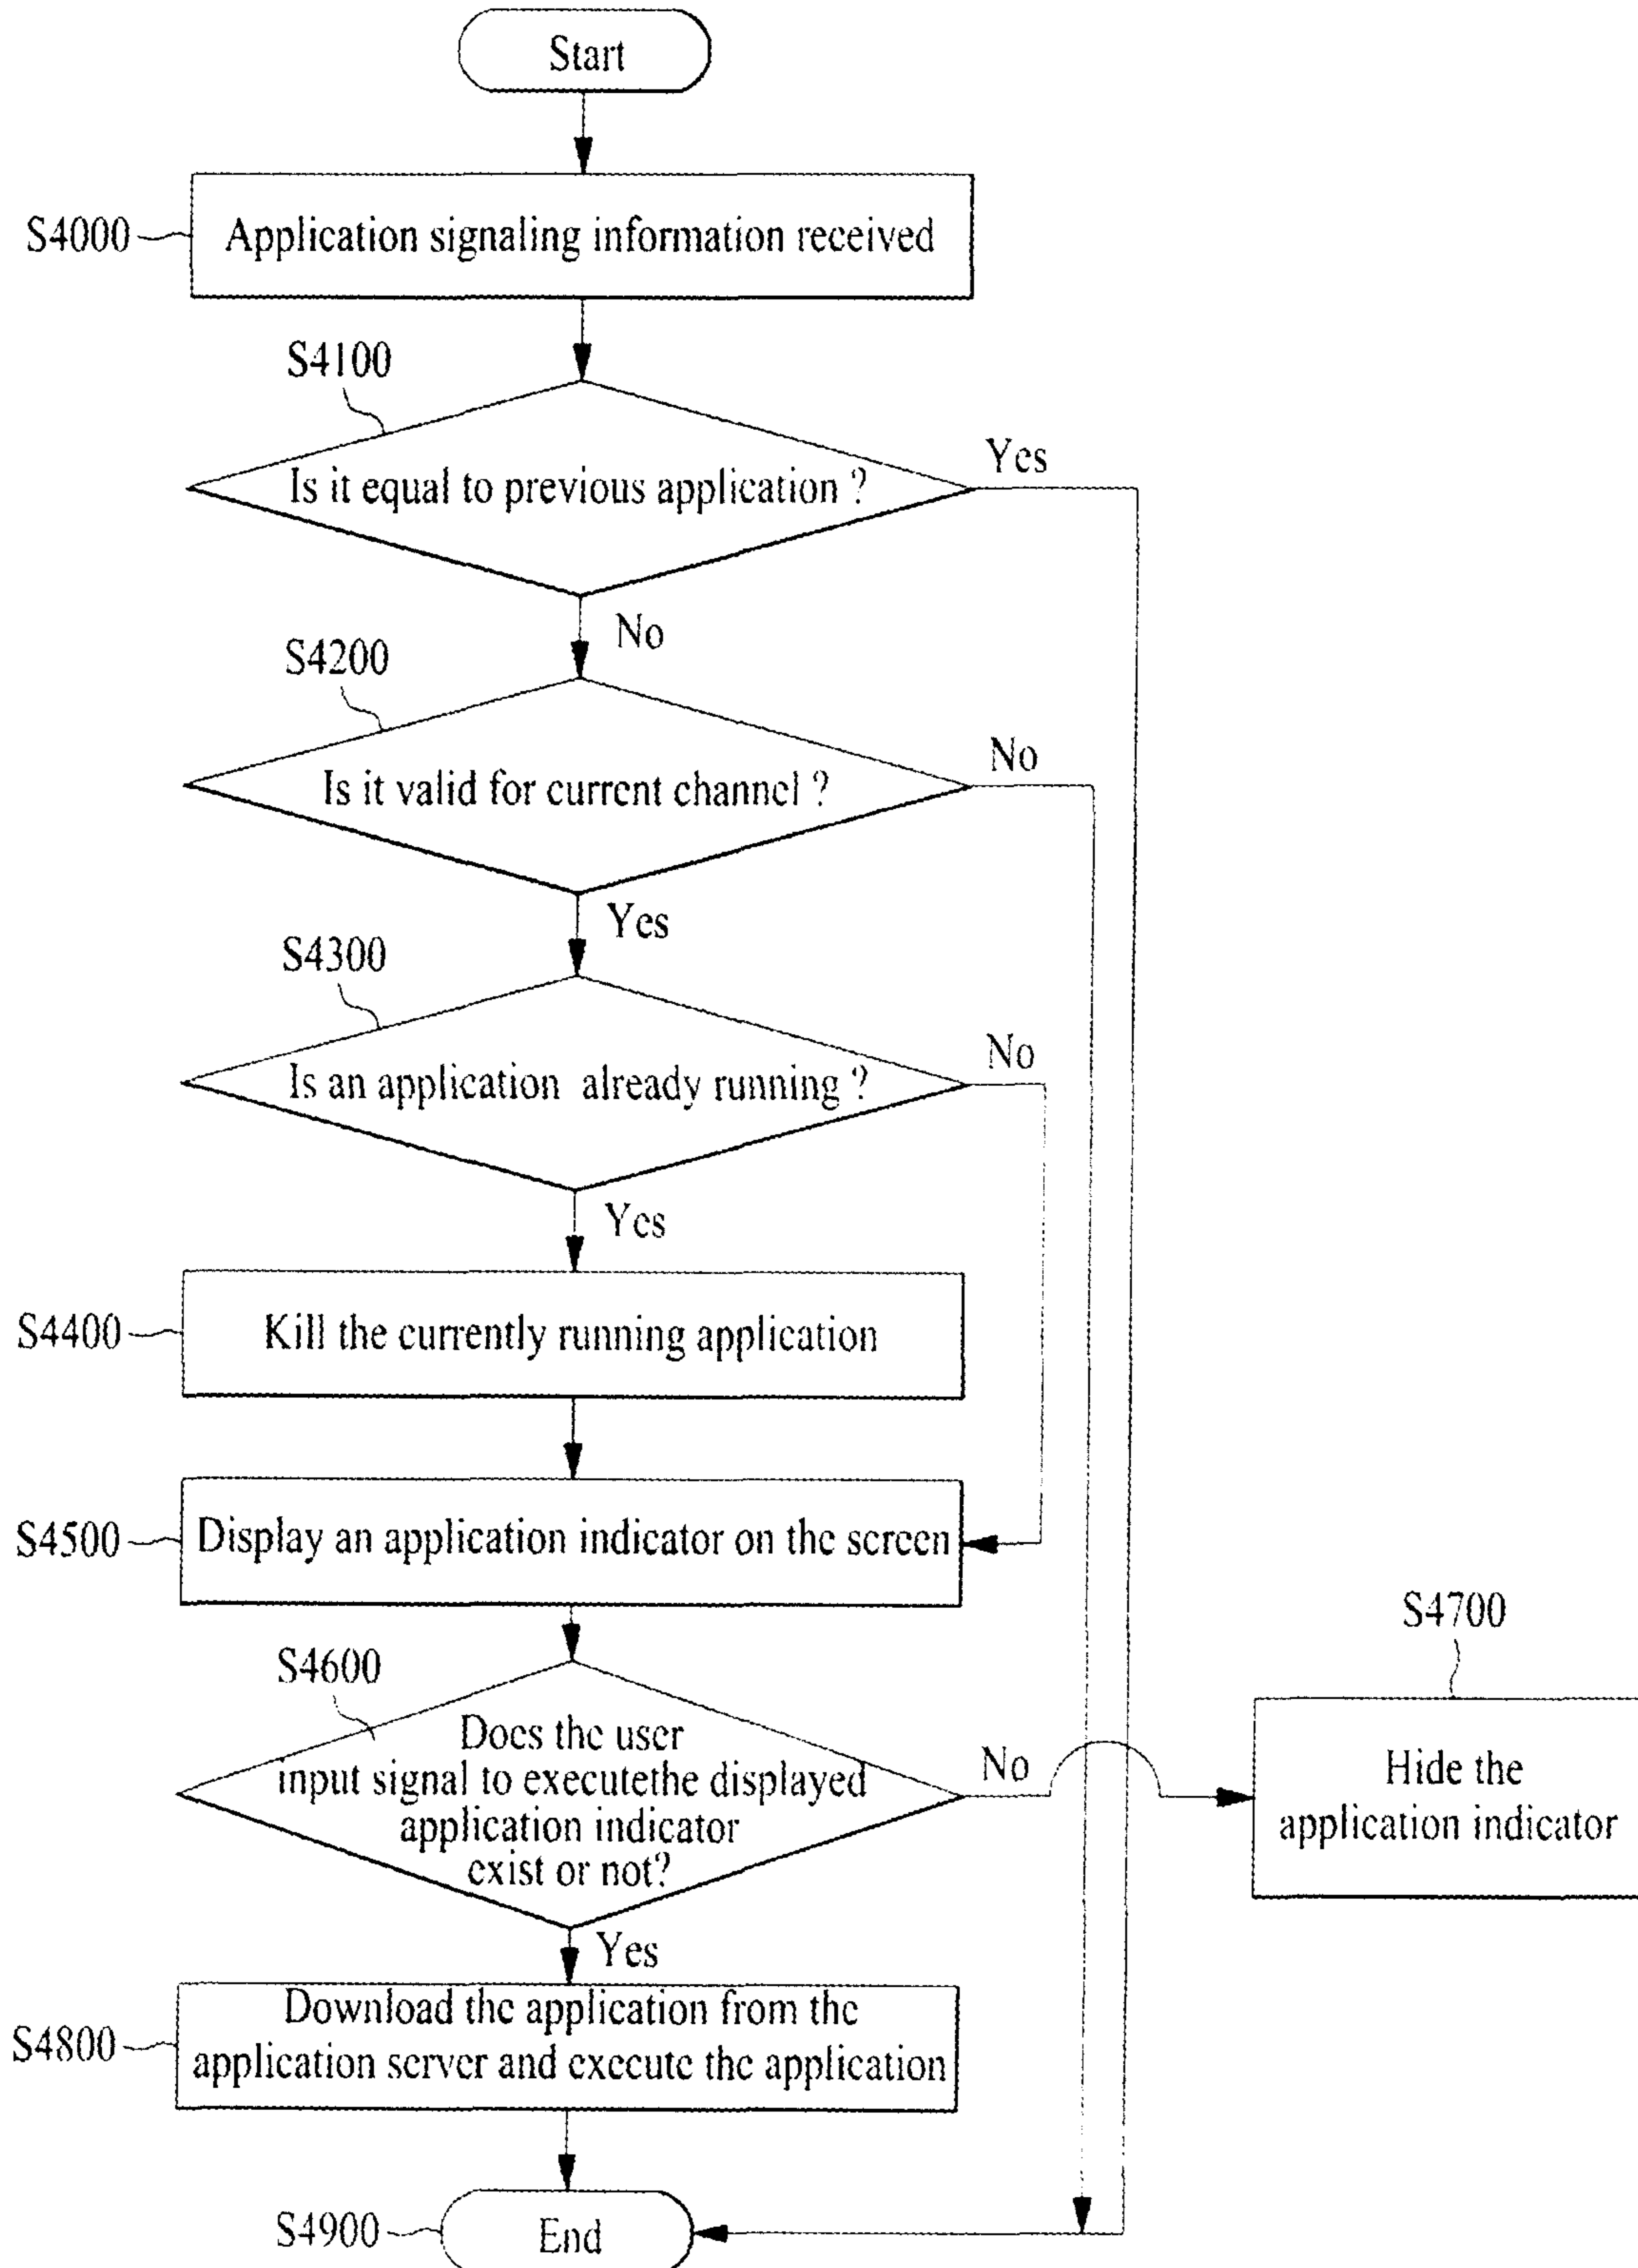 Start
S4000
Application signaling information received
S4100
Is it equal to previous application ?
Yes
No
S4200
Is it valid for current channel ?
No
Yes
S4300
Is an application already running ?
No
Yes
S4400
Kill the currently running application
S4500
Display an application indicator on the screen
S4600
Does the user
input signal to executethe displayed
application indicator
exist or not?
No
S4700
Hide the
application indicator
Yes
S4800
Download the application from the
application server and execute the application
S4900
End